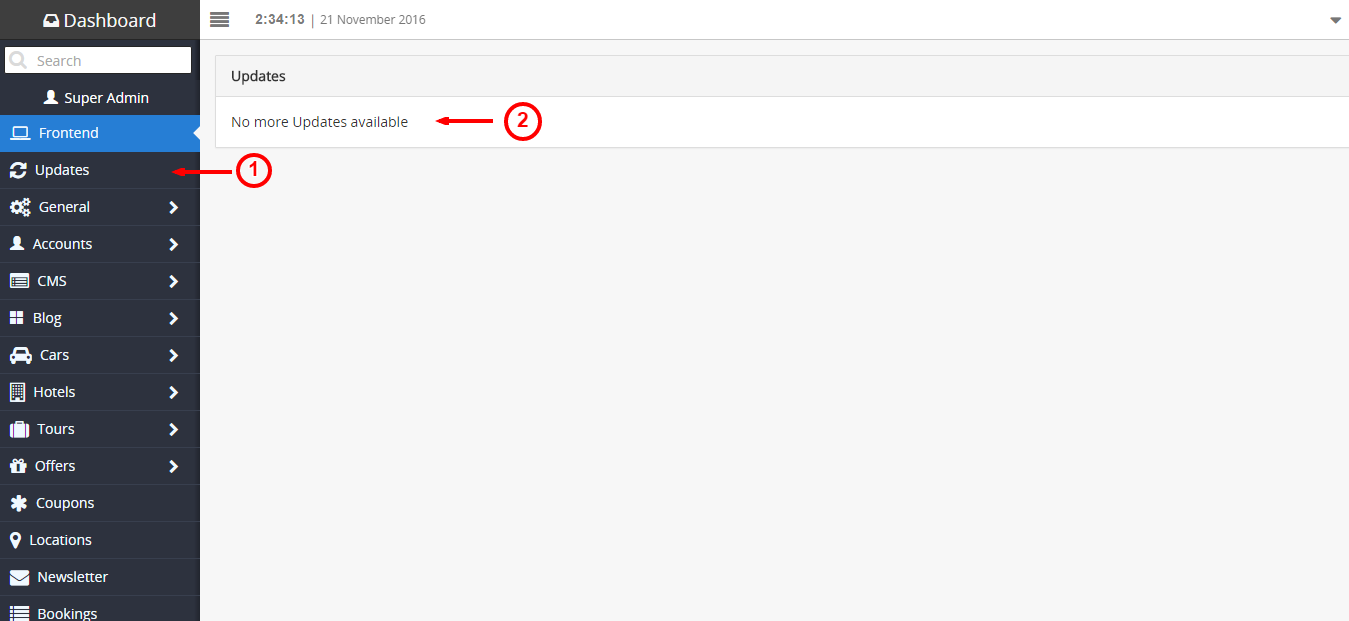 Dashboard
2:34:13 | 21 November 2016
Search
Super Admin
Frontend
Updates
General
Accounts
CMS
Blog
Cars
Hotels
Tours
Offers
Coupons
Locations
Newsletter
Bookings
Updates
No more Updates available
2
1